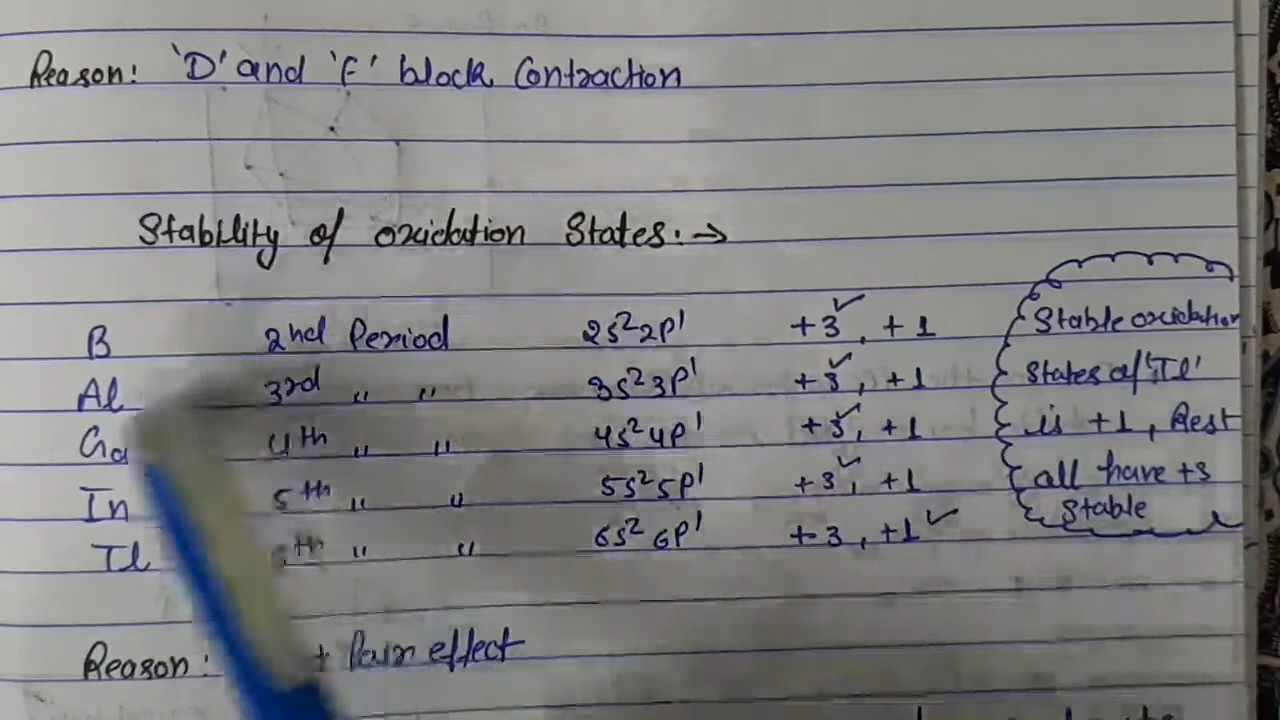 Reason: 'D' and 'F' block Contraction
Stability of oxidation States:→
B 2nd Period 2s²2p¹ +3✓, +1
Al 3rd " " 3s²3p¹ +3✓, +1
Ga 4th " " 4s²4p¹ +3✓, +1
In 5th " " 5s²5p¹ +3✓, +1
Tl th " " 6s²6p¹ +3, +1✓
Stable oxidation
States of 'Tl'
is +1, Rest
all have +3
Stable
Reason: Pair effect